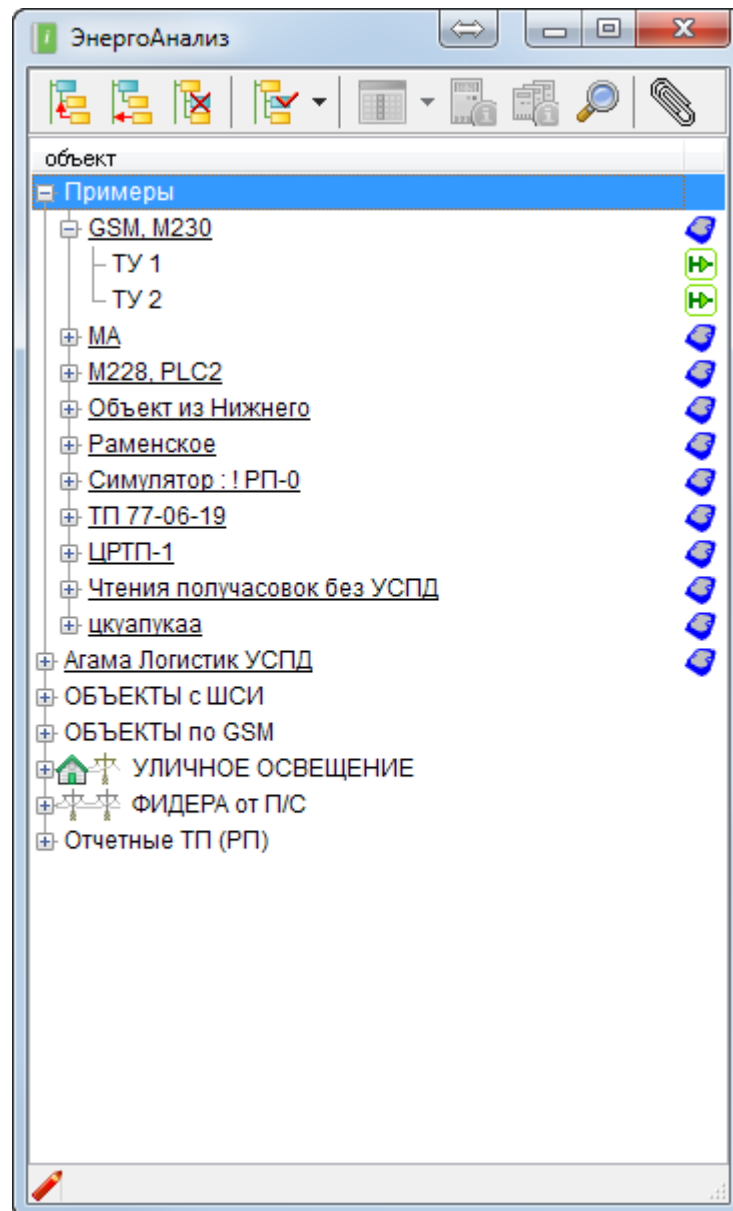 ЭнергоАнализ
объект
Примеры
GSM, M230
ТУ 1
ТУ 2
МА
М228, PLC2
Объект из Нижнего
Раменское
Симулятор : ! РП-0
ТП 77-06-19
ЦРТП-1
Чтения получасовок без УСПД
цкуапукаа
Агама Логистик УСПД
ОБЪЕКТЫ с ШСИ
ОБЪЕКТЫ по GSM
УЛИЧНОЕ ОСВЕЩЕНИЕ
ФИДЕРА от П/С
Отчетные ТП (РП)